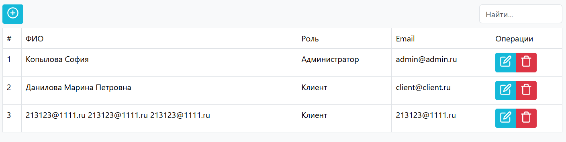 Найти...
# ФИО Роль Email Операции
1 Копылова София Администратор admin@admin.ru
2 Данилова Марина Петровна Клиент client@client.ru
3 213123@1111.ru 213123@1111.ru 213123@1111.ru Клиент 213123@1111.ru